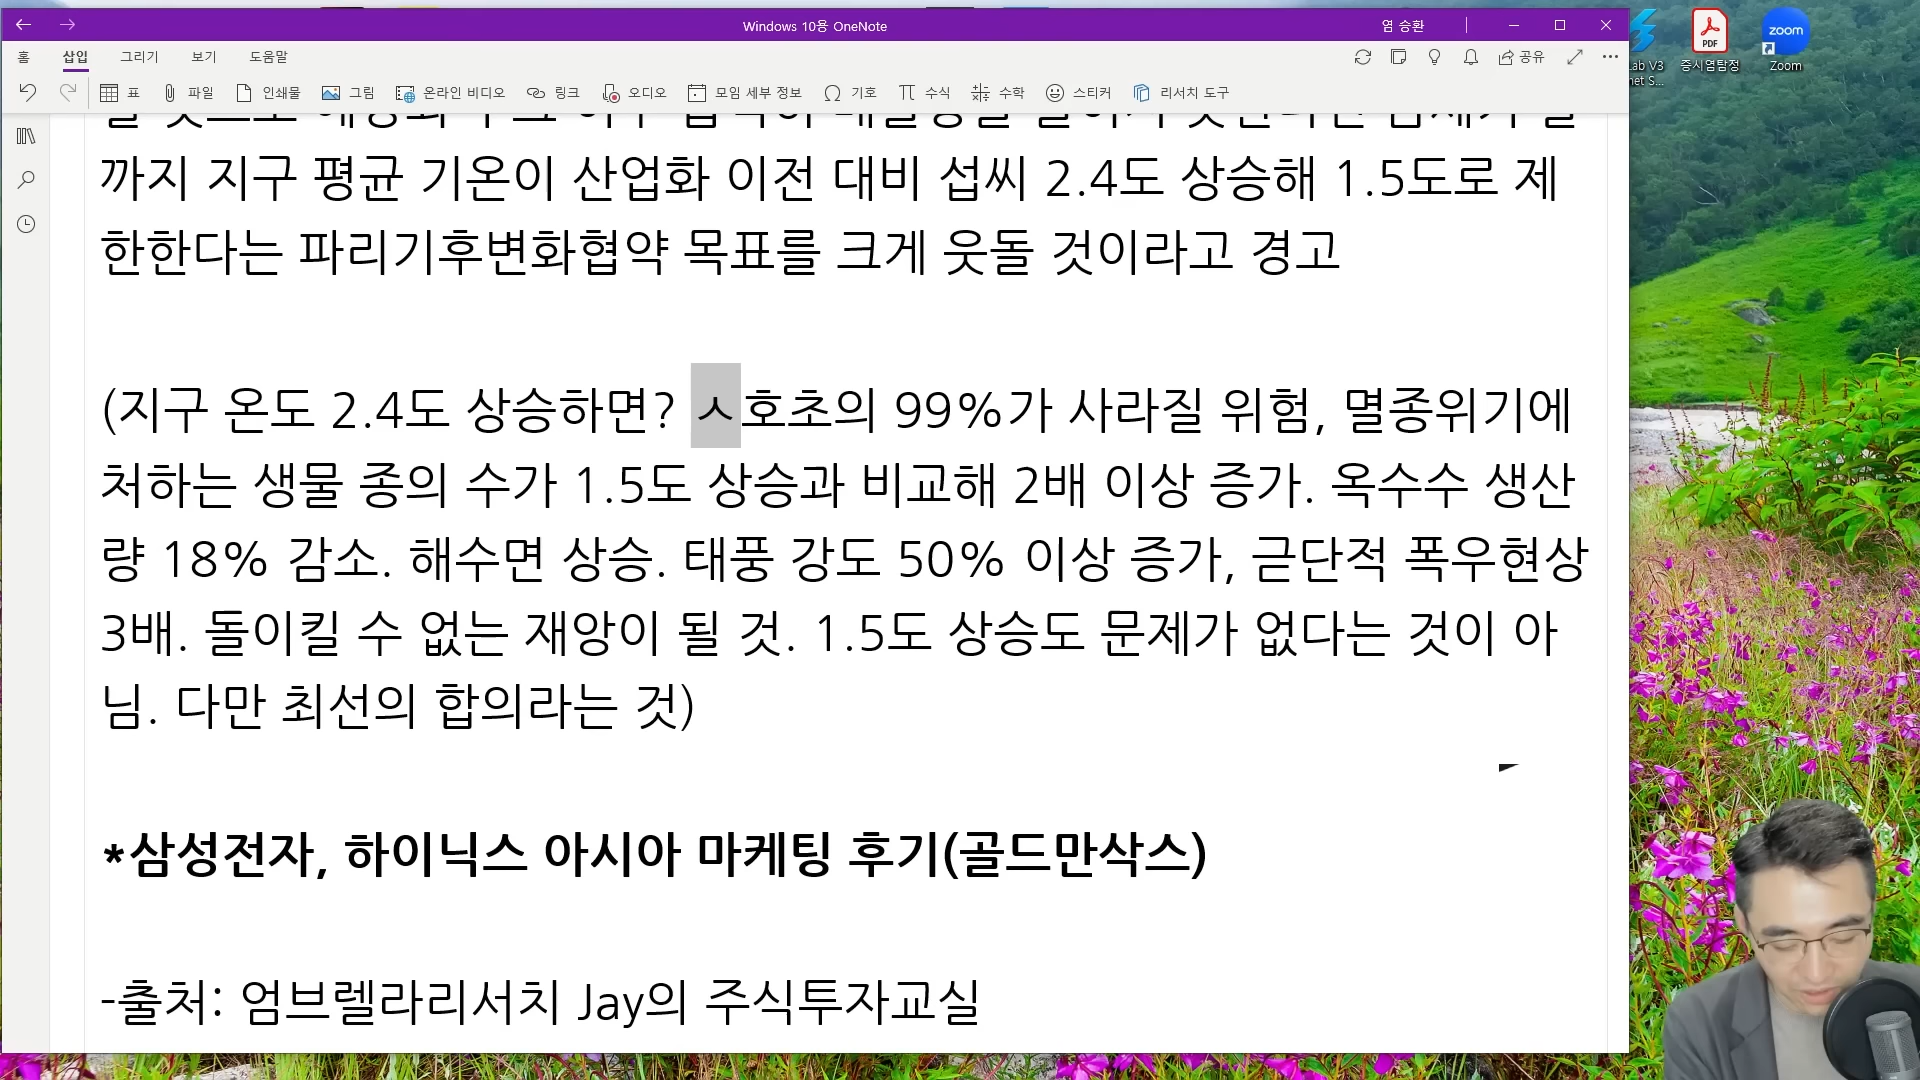 Windows 10용 OneNote
염 승환
홈 삽입 그리기 보기 도움말
공유
표 파일 인쇄물 그림 온라인 비디오 링크 오디오 모임 세부 정보 기호 수식 수학 스티커 리서치 도구
까지 지구 평균 기온이 산업화 이전 대비 섭씨 2.4도 상승해 1.5도로 제
한한다는 파리기후변화협약 목표를 크게 웃돌 것이라고 경고
(지구 온도 2.4도 상승하면? ㅅ호초의 99%가 사라질 위험, 멸종위기에
처하는 생물 종의 수가 1.5도 상승과 비교해 2배 이상 증가. 옥수수 생산
량 18% 감소. 해수면 상승. 태풍 강도 50% 이상 증가, 귿단적 폭우현상
3배. 돌이킬 수 없는 재앙이 될 것. 1.5도 상승도 문제가 없다는 것이 아
님. 다만 최선의 합의라는 것)
*삼성전자, 하이닉스 아시아 마케팅 후기(골드만삭스)
-출처: 엄브렐라리서치 Jay의 주식투자교실
Lab V3
net S...
PDF
증시염탐정
zoom
Zoom